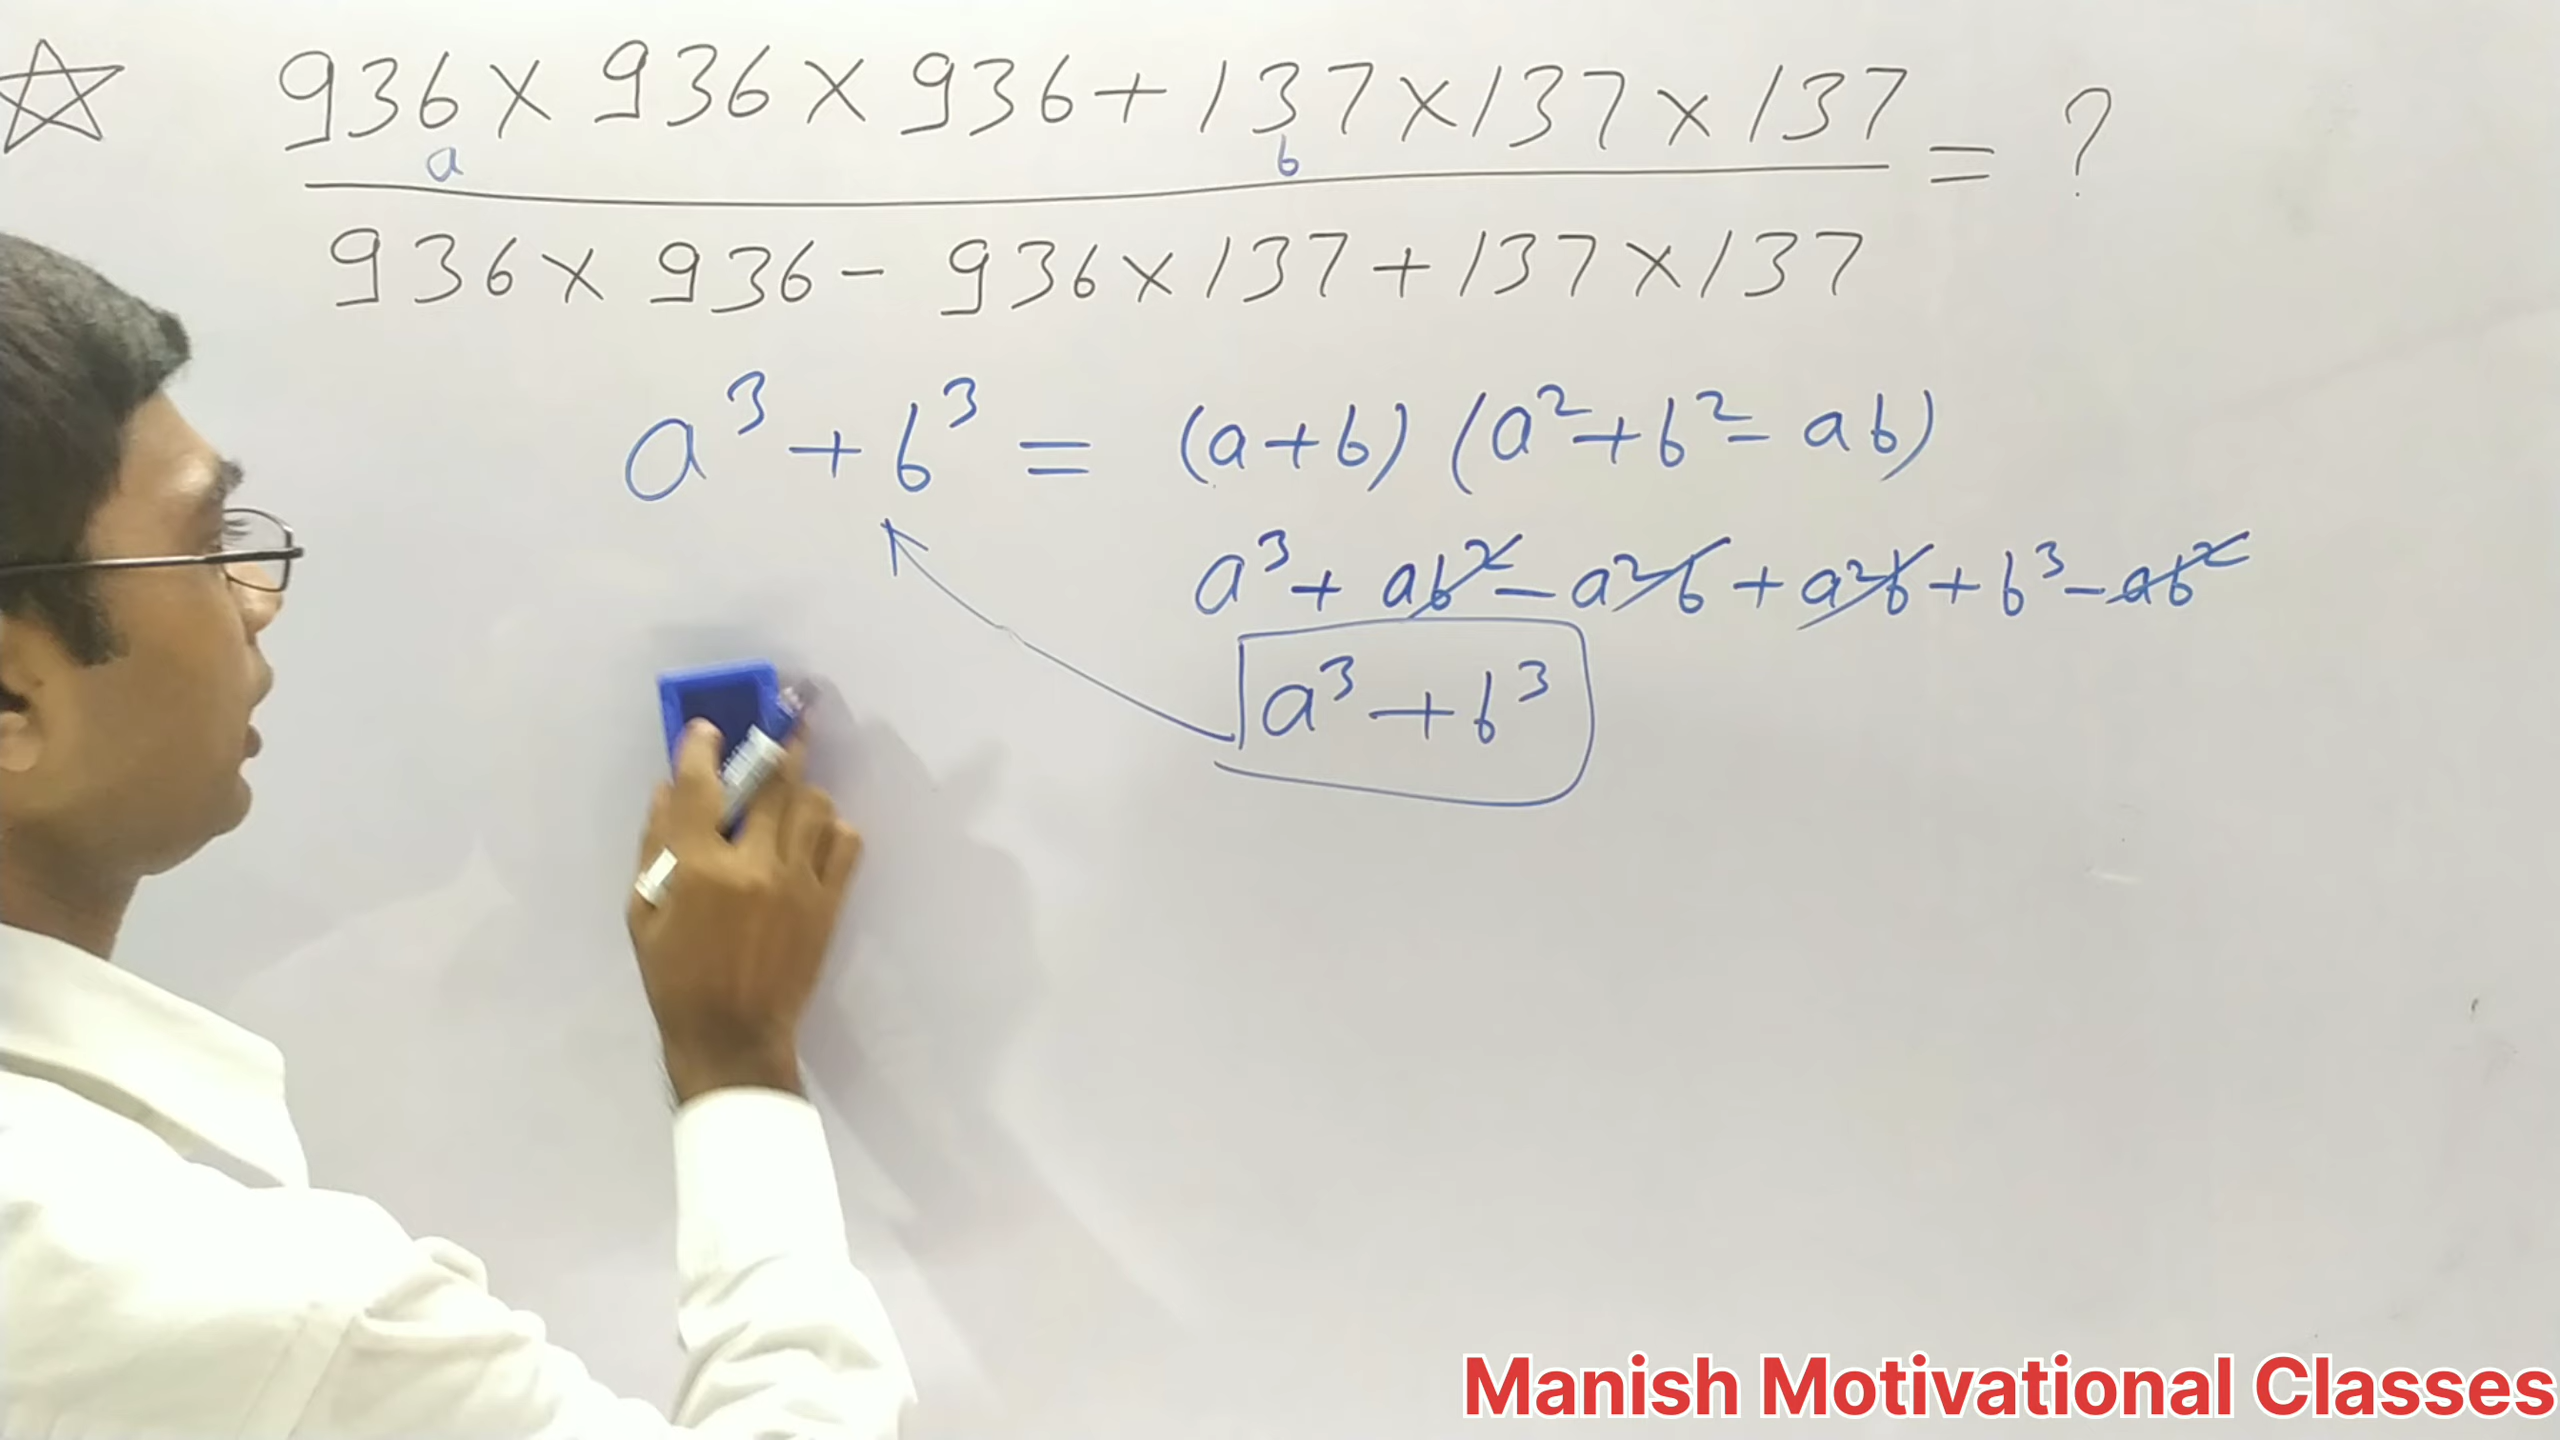 936 × 936 × 936 + 137 × 137 × 137 = ?
a b
936 × 936 - 936 × 137 + 137 × 137
a³ + b³ = (a+b) (a² + b² - ab)
a³ + ab² - a²b + a²b + b³ - ab²
a³ + b³
Manish Motivational Classes